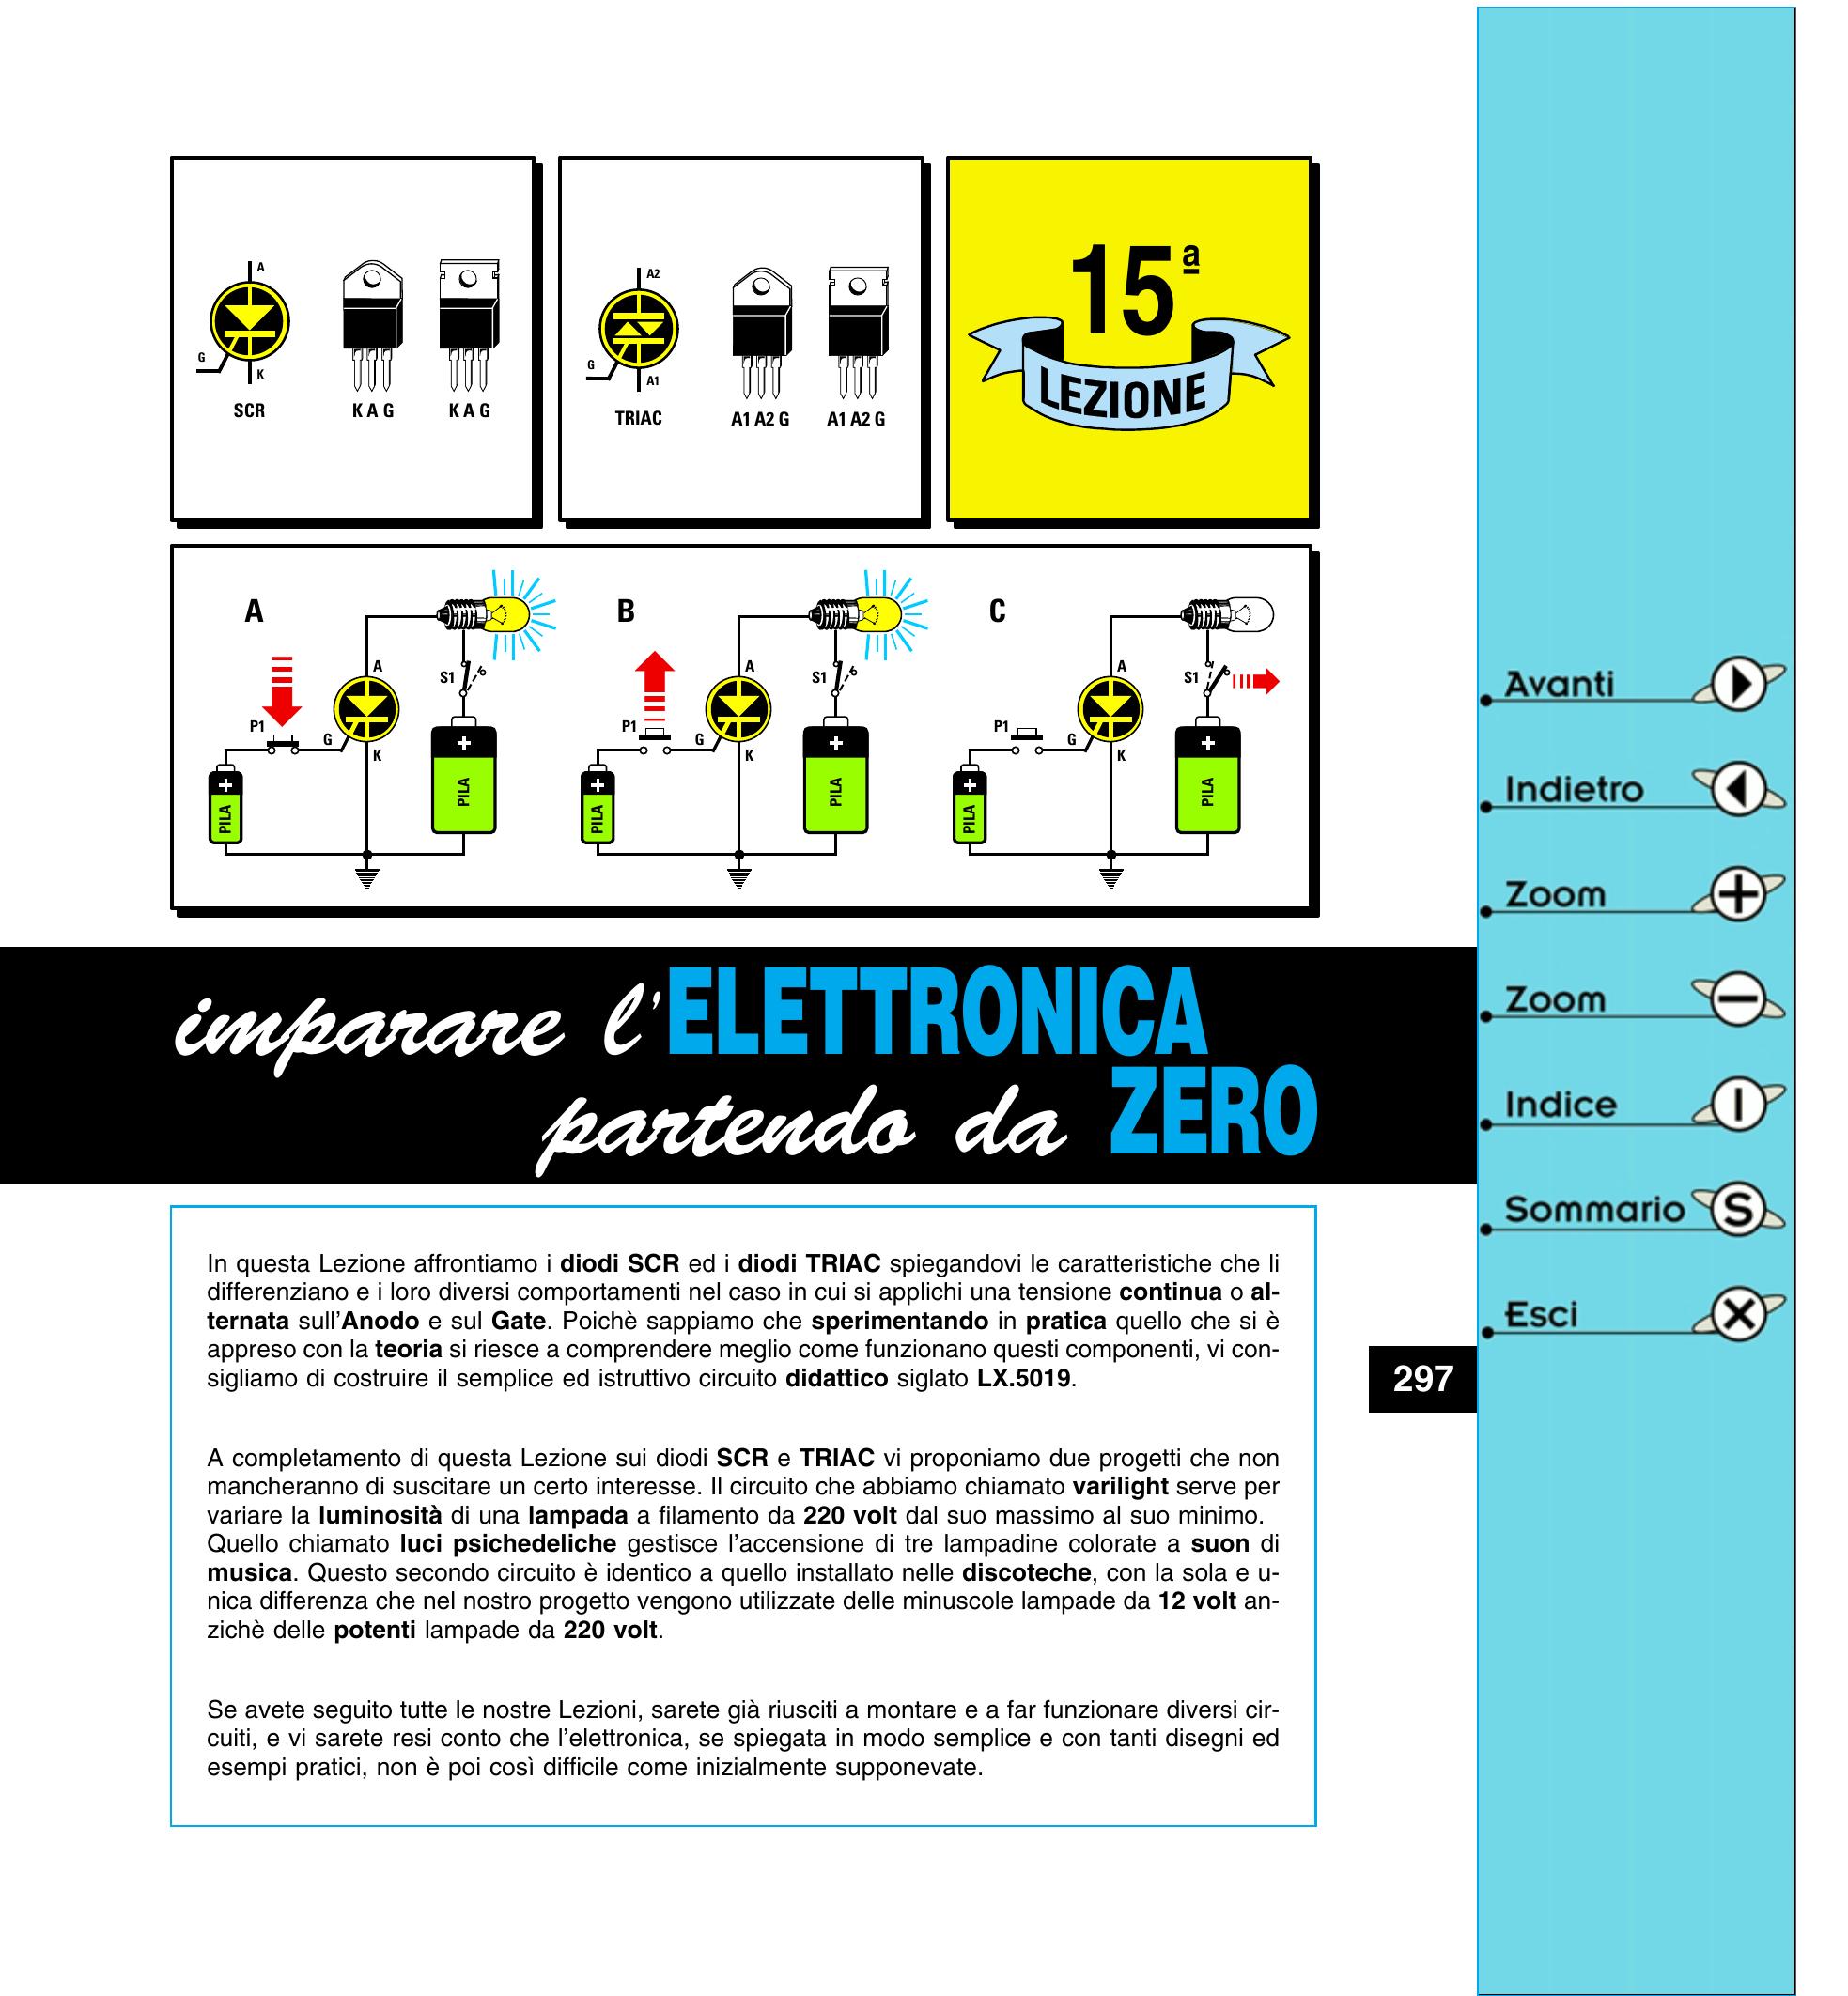 A
G
K
SCR
K A G
K A G
A2
G
A1
TRIAC
A1 A2 G
A1 A2 G
15ª
LEZIONE
A
A
S1
P1
G
K
PILA
PILA
B
A
S1
P1
G
K
PILA
PILA
C
A
S1
P1
G
K
PILA
PILA
imparare l'ELETTRONICA
partendo da ZERO
In questa Lezione affrontiamo i diodi SCR ed i diodi TRIAC spiegandovi le caratteristiche che li
differenziano e i loro diversi comportamenti nel caso in cui si applichi una tensione continua o al-
ternata sull'Anodo e sul Gate. Poichè sappiamo che sperimentando in pratica quello che si è
appreso con la teoria si riesce a comprendere meglio come funzionano questi componenti, vi con-
sigliamo di costruire il semplice ed istruttivo circuito didattico siglato LX.5019.
A completamento di questa Lezione sui diodi SCR e TRIAC vi proponiamo due progetti che non
mancheranno di suscitare un certo interesse. Il circuito che abbiamo chiamato varilight serve per
variare la luminosità di una lampada a filamento da 220 volt dal suo massimo al suo minimo.
Quello chiamato luci psichedeliche gestisce l'accensione di tre lampadine colorate a suon di
musica. Questo secondo circuito è identico a quello installato nelle discoteche, con la sola e u-
nica differenza che nel nostro progetto vengono utilizzate delle minuscole lampade da 12 volt an-
zichè delle potenti lampade da 220 volt.
Se avete seguito tutte le nostre Lezioni, sarete già riusciti a montare e a far funzionare diversi cir-
cuiti, e vi sarete resi conto che l'elettronica, se spiegata in modo semplice e con tanti disegni ed
esempi pratici, non è poi così difficile come inizialmente supponevate.
297
Avanti
Indietro
Zoom
Zoom
Indice I
Sommario S
Esci